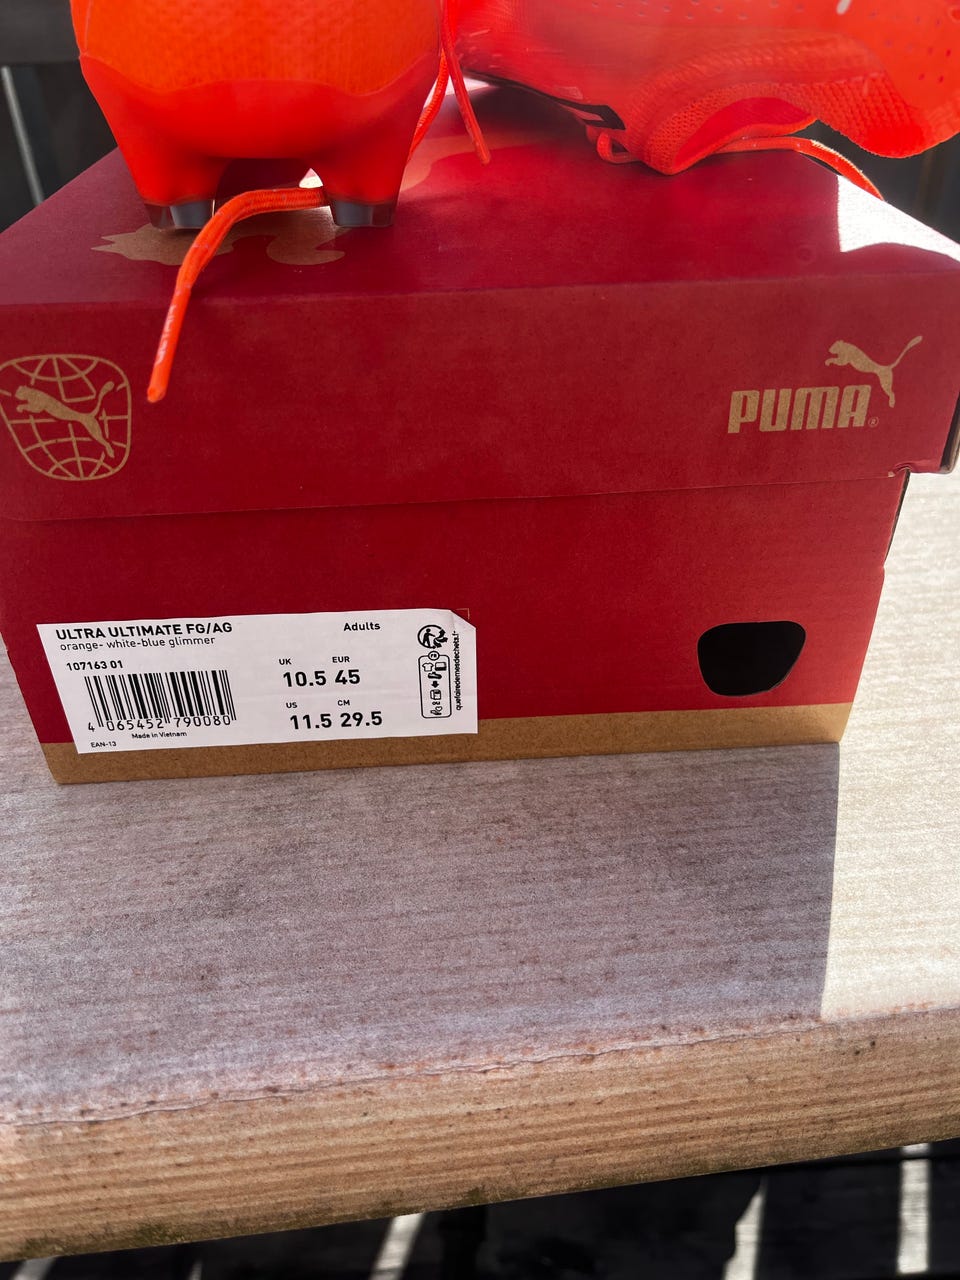 PUMA®
ULTRA ULTIMATE FG/AG
orange- white-blue glimmer
Adults
107163 01
4 065452 790080
EAN-13
Made in Vietnam
UK EUR
10.5 45
US CM
11.5 29.5
FR
quefairedemesdechets.fr